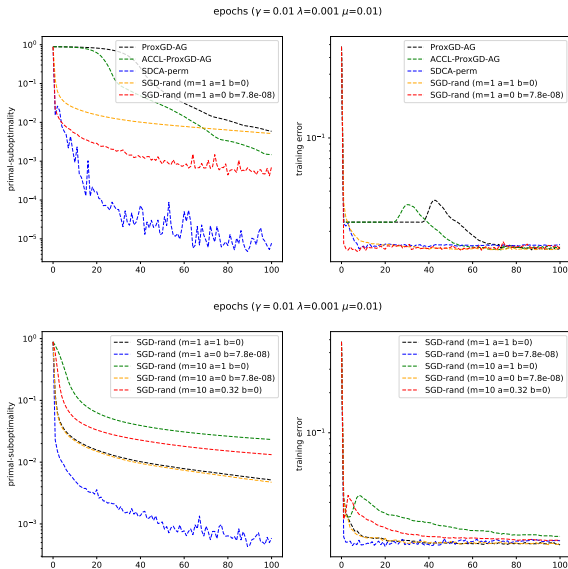 epochs (γ = 0.01 λ=0.001 μ=0.01)
ProxGD-AG
ACCL-ProxGD-AG
SDCA-perm
SGD-rand (m=1 a=1 b=0)
SGD-rand (m=1 a=0 b=7.8e-08)
primal-suboptimality
10⁰
10⁻¹
10⁻²
10⁻³
10⁻⁴
10⁻⁵
0 20 40 60 80 100
ProxGD-AG
ACCL-ProxGD-AG
SDCA-perm
SGD-rand (m=1 a=1 b=0)
SGD-rand (m=1 a=0 b=7.8e-08)
training error
10⁻¹
0 20 40 60 80 100
epochs (γ = 0.01 λ=0.001 μ=0.01)
SGD-rand (m=1 a=1 b=0)
SGD-rand (m=1 a=0 b=7.8e-08)
SGD-rand (m=10 a=1 b=0)
SGD-rand (m=10 a=0 b=7.8e-08)
SGD-rand (m=10 a=0.32 b=0)
primal-suboptimality
10⁰
10⁻¹
10⁻²
10⁻³
0 20 40 60 80 100
SGD-rand (m=1 a=1 b=0)
SGD-rand (m=1 a=0 b=7.8e-08)
SGD-rand (m=10 a=1 b=0)
SGD-rand (m=10 a=0 b=7.8e-08)
SGD-rand (m=10 a=0.32 b=0)
training error
10⁻¹
0 20 40 60 80 100